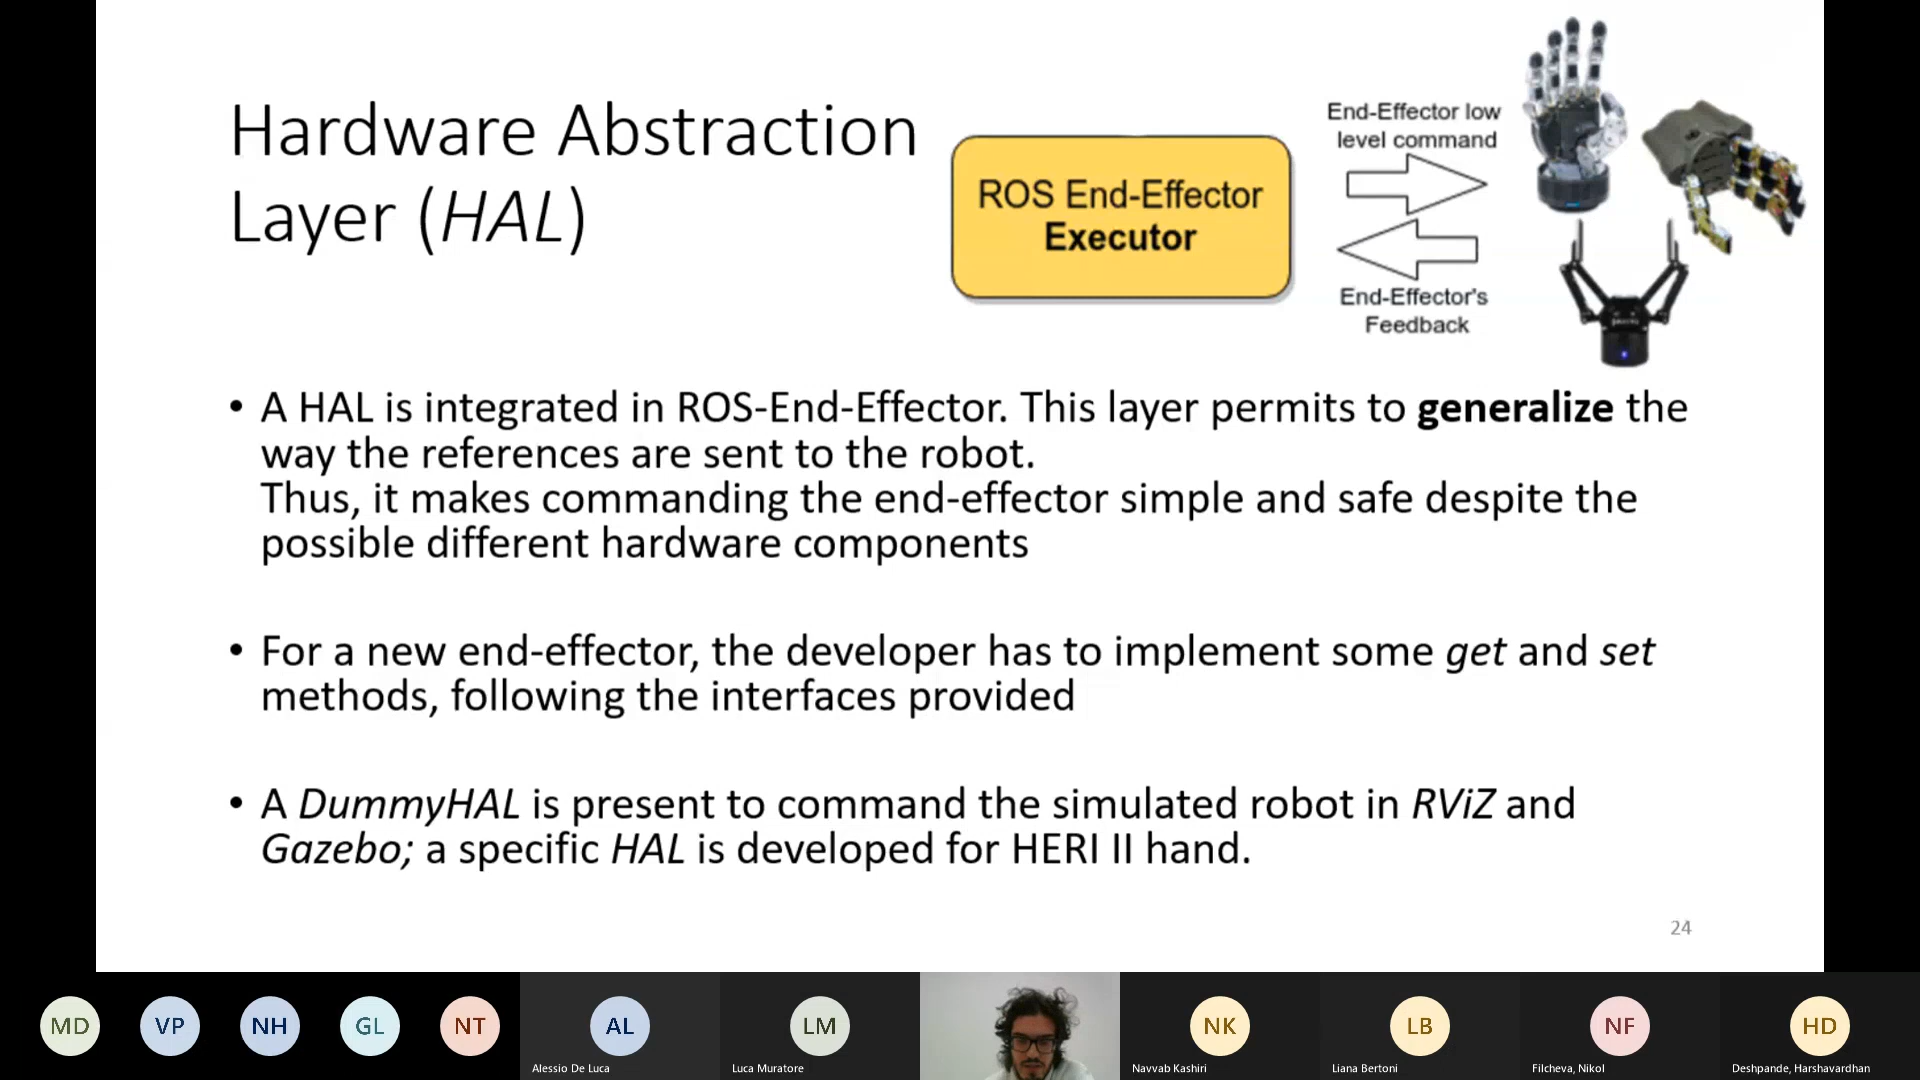 Hardware Abstraction
Layer (HAL)
ROS End-Effector
Executor
End-Effector low
level command
End-Effector's
Feedback
• A HAL is integrated in ROS-End-Effector. This layer permits to generalize the
way the references are sent to the robot.
Thus, it makes commanding the end-effector simple and safe despite the
possible different hardware components
• For a new end-effector, the developer has to implement some get and set
methods, following the interfaces provided
• A DummyHAL is present to command the simulated robot in RViZ and
Gazebo; a specific HAL is developed for HERI II hand.
24
MD
VP
NH
GL
NT
AL
Alessio De Luca
LM
Luca Muratore
NK
Navvab Kashiri
LB
Liana Bertoni
NF
Filcheva, Nikol
HD
Deshpande, Harshavardhan